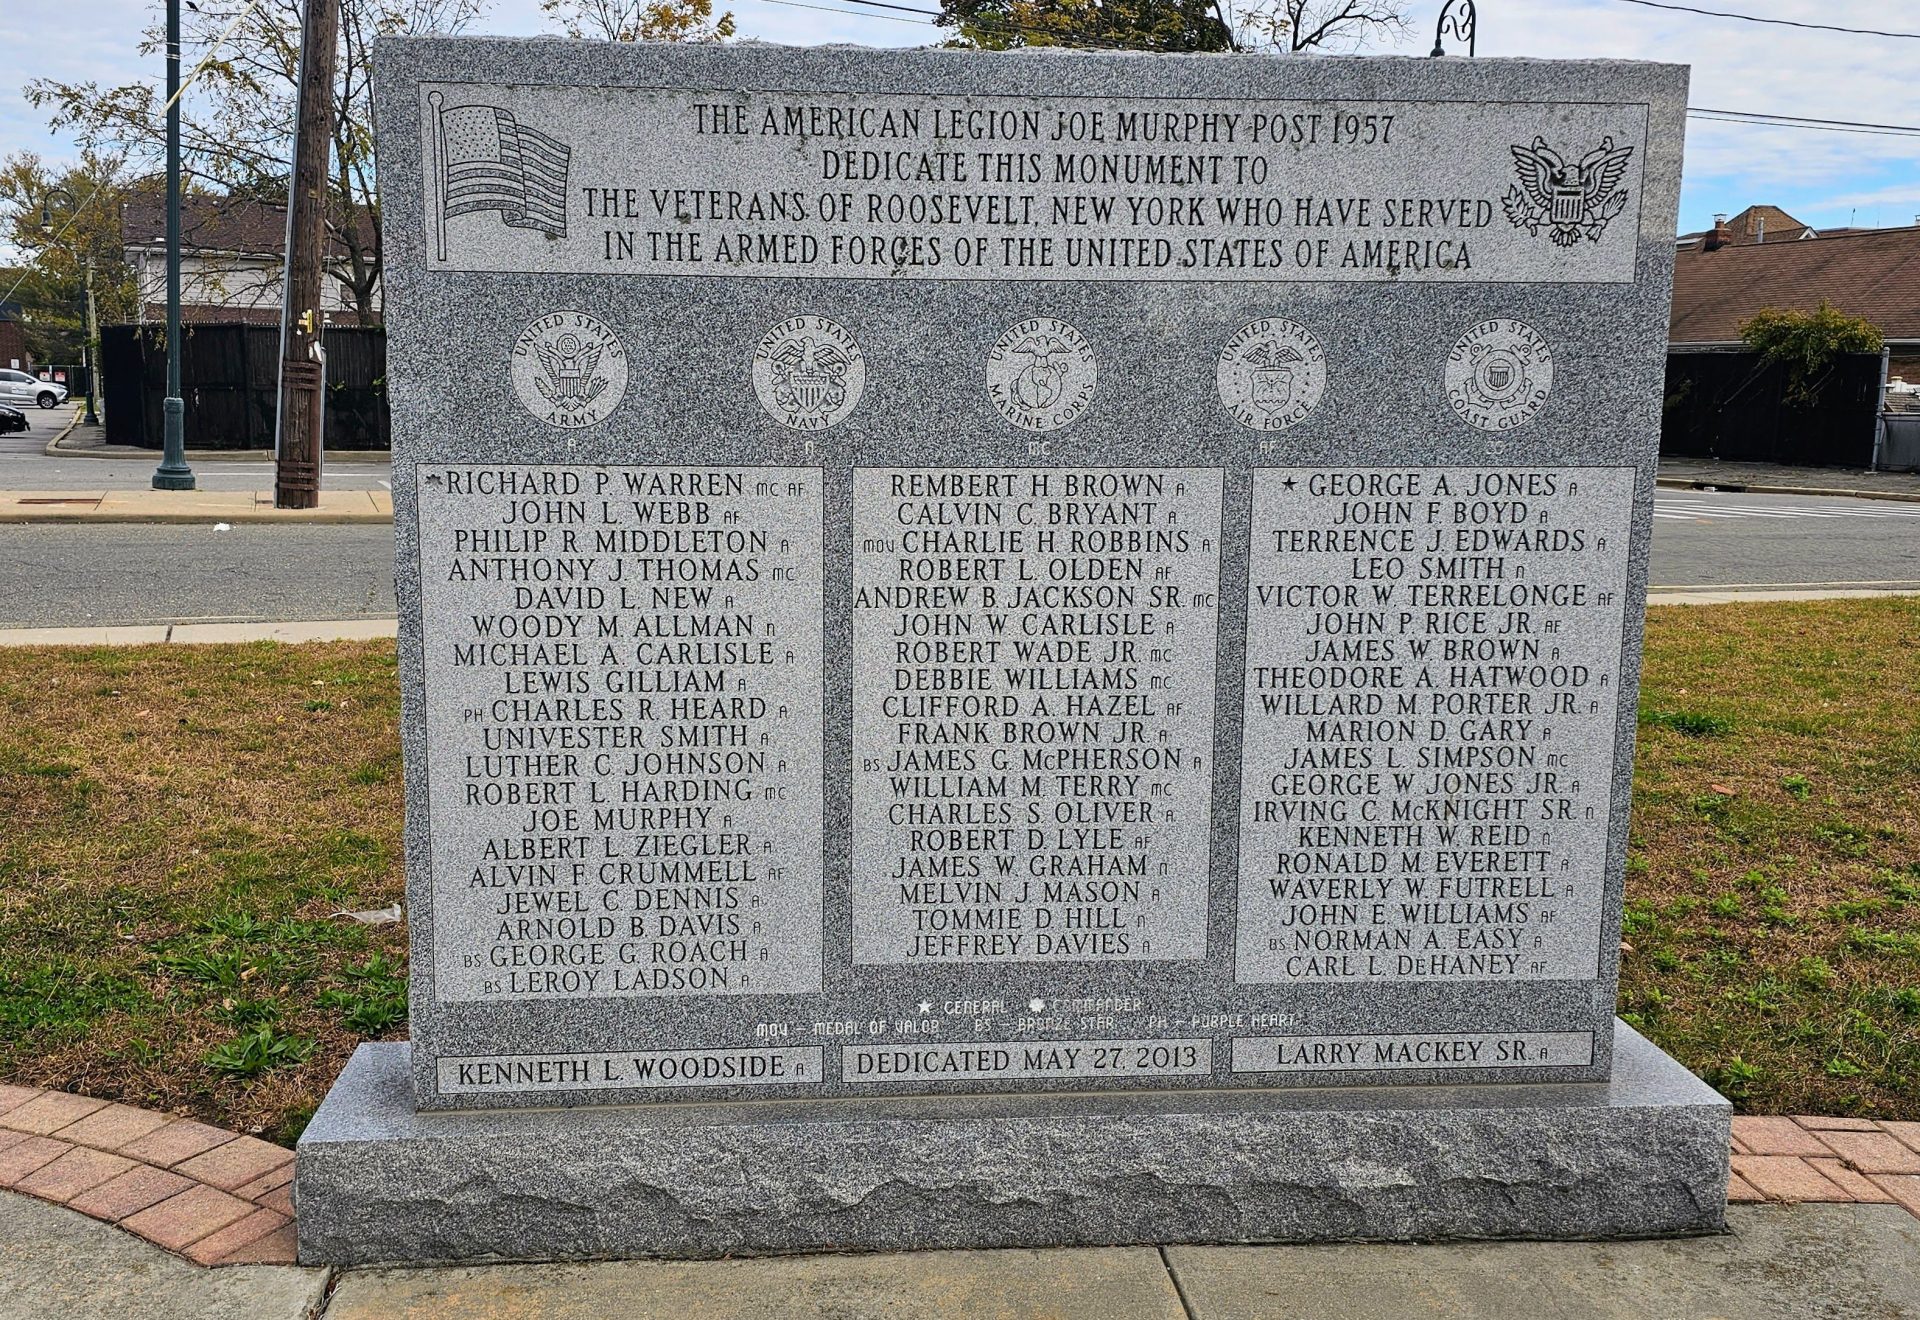 THE AMERICAN LEGION JOE MURPHY POST 1957
DEDICATE THIS MONUMENT TO
THE VETERANS OF ROOSEVELT, NEW YORK WHO HAVE SERVED
IN THE ARMED FORCES OF THE UNITED STATES OF AMERICA
UNITED STATES ARMY
UNITED STATES NAVY
UNITED STATES MARINE CORPS
UNITED STATES AIR FORCE
UNITED STATES COAST GUARD
A
MC
AF
RICHARD P. WARREN MC AF
JOHN L. WEBB AF
PHILIP R. MIDDLETON A
ANTHONY J. THOMAS MC
DAVID L. NEW A
WOODY M. ALLMAN N
MICHAEL A. CARLISLE A
LEWIS GILLIAM A
PH CHARLES R. HEARD A
UNIVESTER SMITH A
LUTHER C. JOHNSON A
ROBERT L. HARDING MC
JOE MURPHY A
ALBERT L. ZIEGLER A
ALVIN F. CRUMMELL AF
JEWEL C. DENNIS A
ARNOLD B. DAVIS A
BS GEORGE G. ROACH A
BS LEROY LADSON A
REMBERT H. BROWN A
CALVIN C. BRYANT A
MOV CHARLIE H. ROBBINS A
ROBERT L. OLDEN AF
ANDREW B. JACKSON SR. MC
JOHN W. CARLISLE A
ROBERT WADE JR. MC
DEBBIE WILLIAMS MC
CLIFFORD A. HAZEL AF
FRANK BROWN JR. A
BS JAMES G. McPHERSON A
WILLIAM M. TERRY MC
CHARLES S. OLIVER A
ROBERT D. LYLE AF
JAMES W. GRAHAM N
MELVIN J. MASON A
TOMMIE D. HILL N
JEFFREY DAVIES A
★ GEORGE A. JONES A
JOHN F. BOYD A
TERRENCE J. EDWARDS A
LEO SMITH N
VICTOR W. TERRELONGE AF
JOHN P. RICE JR. AF
JAMES W. BROWN A
THEODORE A. HATWOOD A
WILLARD M. PORTER JR. A
MARION D. GARY A
JAMES L. SIMPSON MC
GEORGE W. JONES JR. A
IRVING C. McKNIGHT SR. N
KENNETH W. REID N
RONALD M. EVERETT A
WAVERLY W. FUTRELL A
JOHN E. WILLIAMS AF
BS NORMAN A. EASY A
CARL L. DeHANEY AF
★ GENERAL COMMANDER
MOV - MEDAL OF VALOR BS - BRONZE STAR PH - PURPLE HEART
KENNETH L. WOODSIDE A
DEDICATED MAY 27, 2013
LARRY MACKEY SR. A